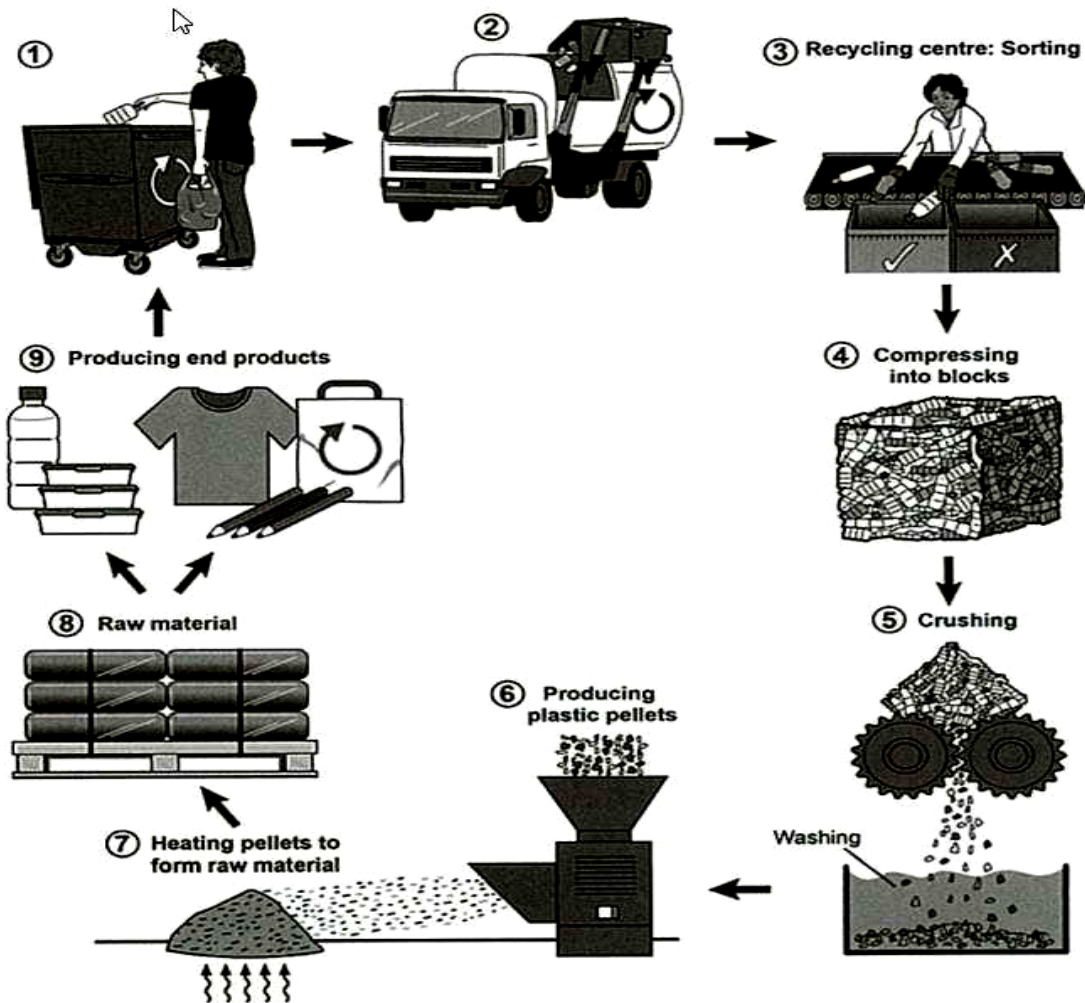 ①
②
③ Recycling centre: Sorting
④ Compressing
into blocks
⑤ Crushing
Washing
⑥ Producing
plastic pellets
⑦ Heating pellets to
form raw material
⑧ Raw material
⑨ Producing end products